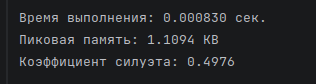 Время выполнения: 0.000830 сек.
Пиковая память: 1.1094 KB
Коэффициент силуэта: 0.4976